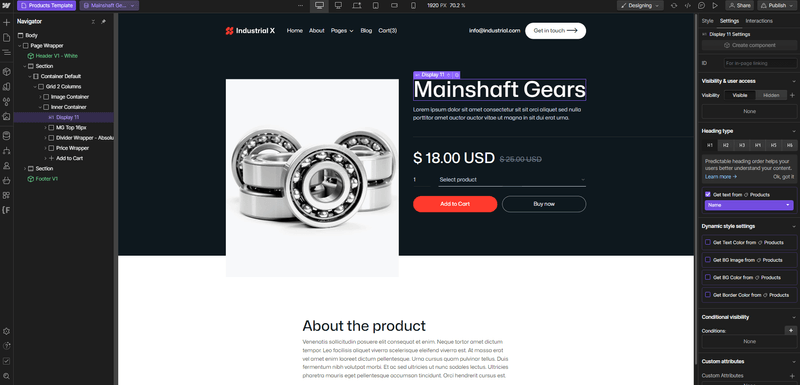 Products Template
Mainshaft Gea...
1920 PX 70.2 %
Designing
Share
Publish
Navigator
Body
Page Wrapper
Header V1 - White
Section
Container Default
Grid 2 Columns
Image Container
Inner Container
H1 Display 11
MG Top 16px
Divider Wrapper - Absolu
Price Wrapper
Add to Cart
Section
Footer V1
Industrial X
Home About Pages Blog Cart(3)
info@industrial.com
Get in touch
H1 Display 11
Mainshaft Gears
Lorem ipsum dolor sit amet consectetur sit sit orci aliquet sed nulla
porttitor amet auctor auctor vitae ut magna in sit dui erat urna.
$ 18.00 USD $ 25.00 USD
1 Select product
Add to Cart Buy now
About the product
Venenatis sollicitudin posuere elit consequat et enim. Neque tortor amet dictum
tempor. Leo facilisis aliquet viverra scelerisque eleifend viverra est. At massa erat
vel amet enim laoreet dictum pellentesque. Urna cursus quam pulvinar tellus. Duis
fermentum nibh volutpat morbi. Et ac sed ultricies ut nunc sodales lectus. Ultricies
pharetra mauris eget pellentesque accumsan tincidunt. Orci hendrerit cursus est.
Style Settings Interactions
H1 Display 11 Settings
Create component
ID For in-page linking
Visibility & user access
Visibility Visible Hidden
None
Heading type
H1 H2 H3 H4 H5 H6
Predictable heading order helps your
users better understand your content.
Learn more → Ok, got it
Get text from Products
Name
Dynamic style settings
Get Text Color from Products
Get BG Image from Products
Get BG Color from Products
Get Border Color from Products
Conditional visibility
Conditions:
None
Custom attributes
Custom Attributes
None